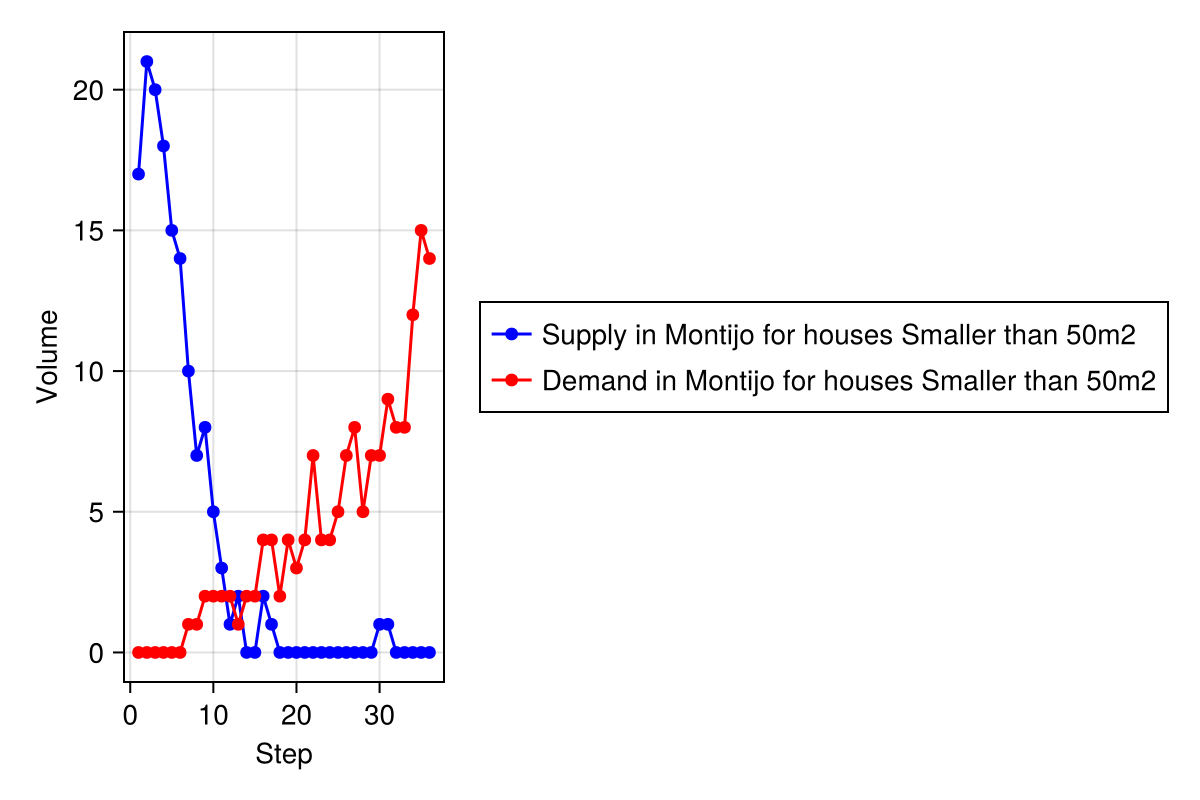 20
15
10
5
0
Volume
0 10 20 30
Step
Supply in Montijo for houses Smaller than 50m2
Demand in Montijo for houses Smaller than 50m2